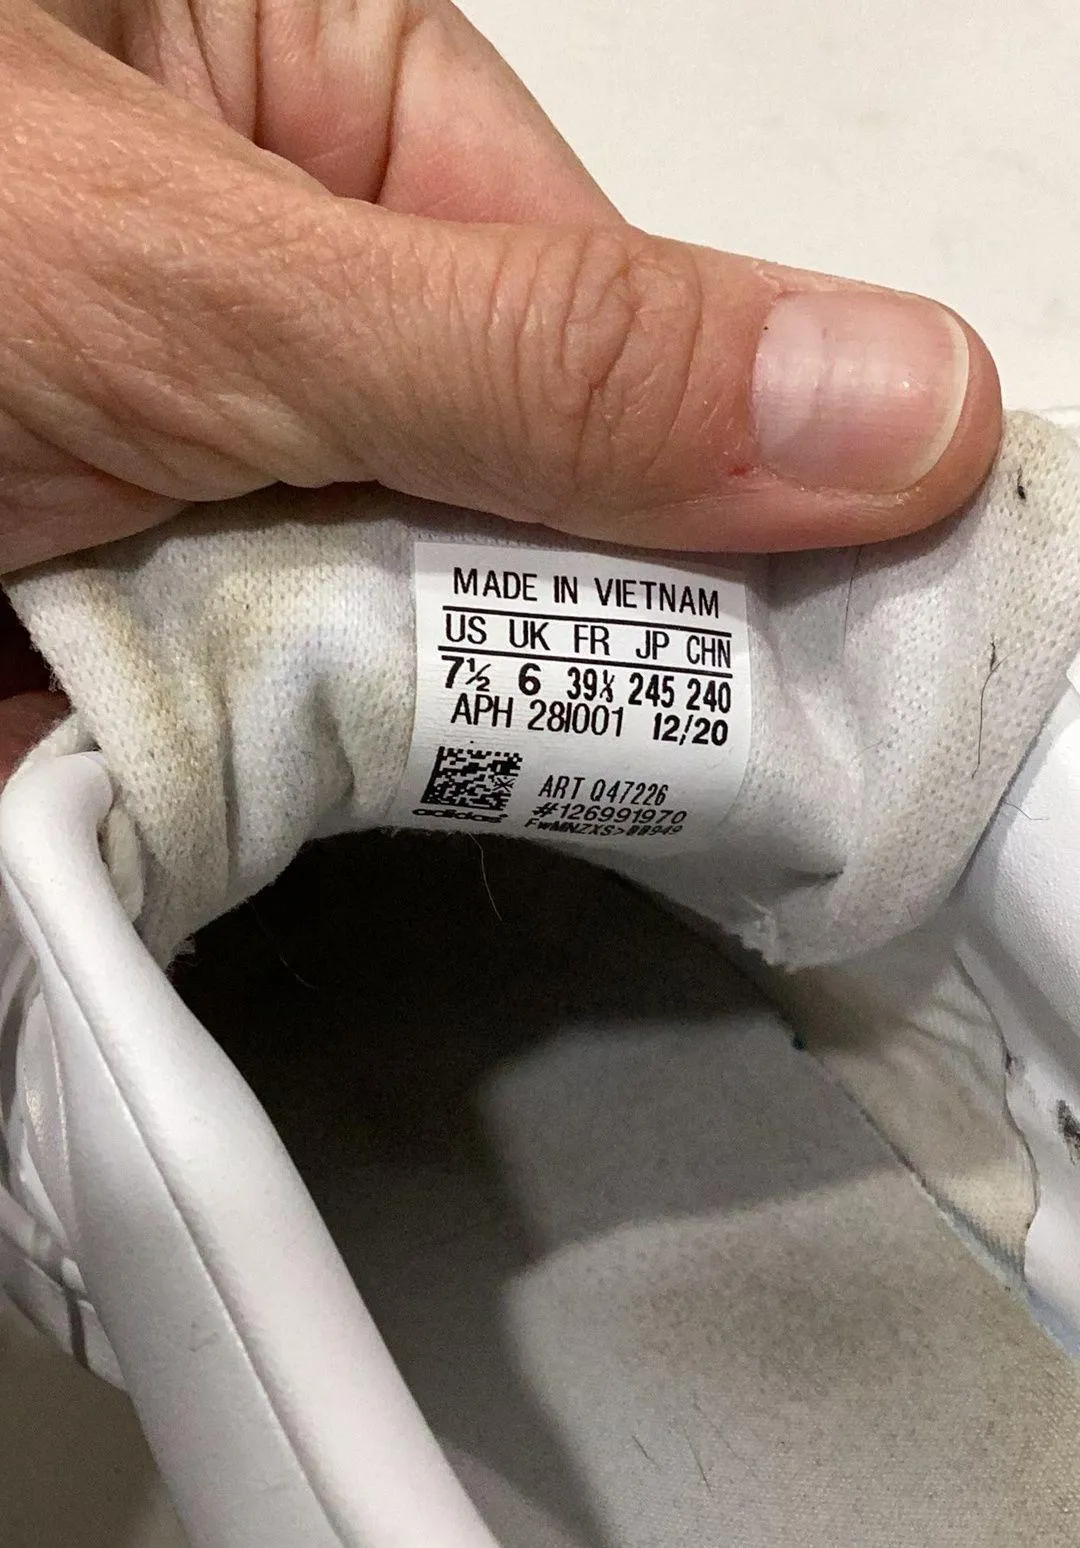 MADE IN VIETNAM
US UK FR JP CHN
7½ 6 39⅓ 245 240
APH 28I001 12/20
ART Q47226
#126991970
adidas